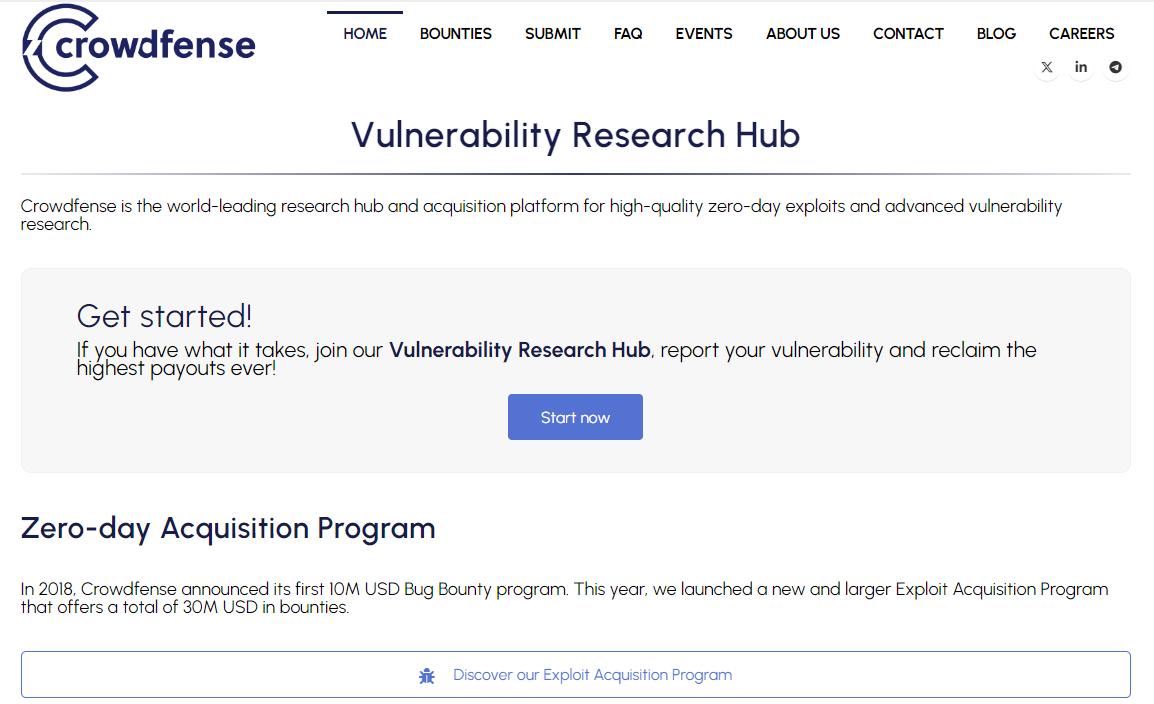 crowdfense
HOME BOUNTIES SUBMIT FAQ EVENTS ABOUT US CONTACT BLOG CAREERS
Vulnerability Research Hub
Crowdfense is the world-leading research hub and acquisition platform for high-quality zero-day exploits and advanced vulnerability
research.
Get started!
If you have what it takes, join our Vulnerability Research Hub, report your vulnerability and reclaim the
highest payouts ever!
Start now
Zero-day Acquisition Program
In 2018, Crowdfense announced its first 10M USD Bug Bounty program. This year, we launched a new and larger Exploit Acquisition Program
that offers a total of 30M USD in bounties.
Discover our Exploit Acquisition Program